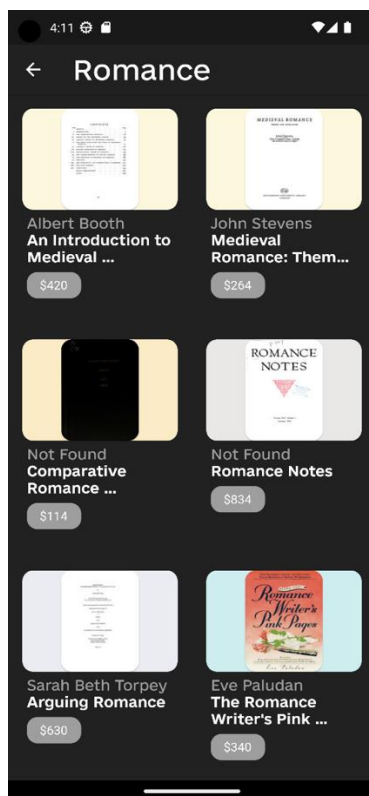 4:11
Romance
Albert Booth
An Introduction to
Medieval ...
$420
MEDIEVAL ROMANCE
John Stevens
Medieval
Romance: Them...
$264
Not Found
Comparative
Romance ...
$114
ROMANCE
NOTES
Not Found
Romance Notes
$834
Sarah Beth Torpey
Arguing Romance
$630
Romance
Writer's
Pink Pages
Eve Paludan
Eve Paludan
The Romance
Writer's Pink ...
$340